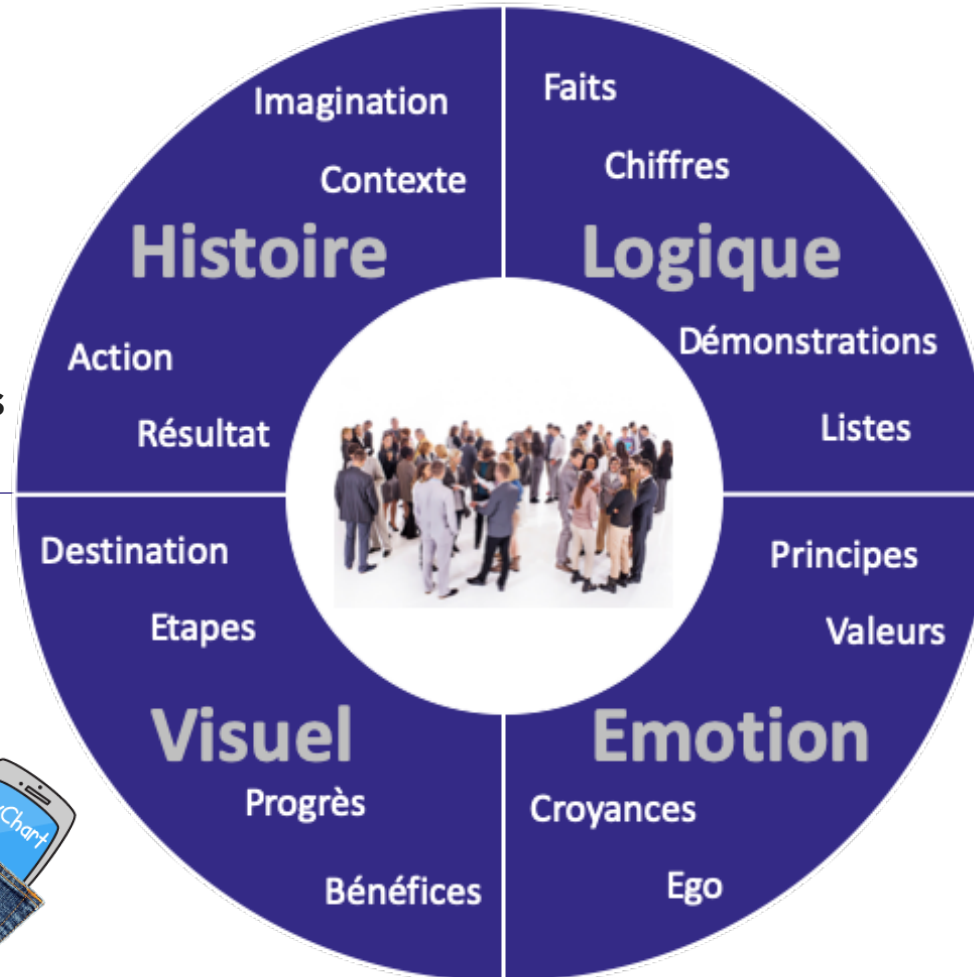 Imagination
Contexte
Histoire
Action
Résultat
Faits
Chiffres
Logique
Démonstrations
Listes
Destination
Etapes
Visuel
Progrès
Bénéfices
Principes
Valeurs
Emotion
Croyances
Ego
Chart